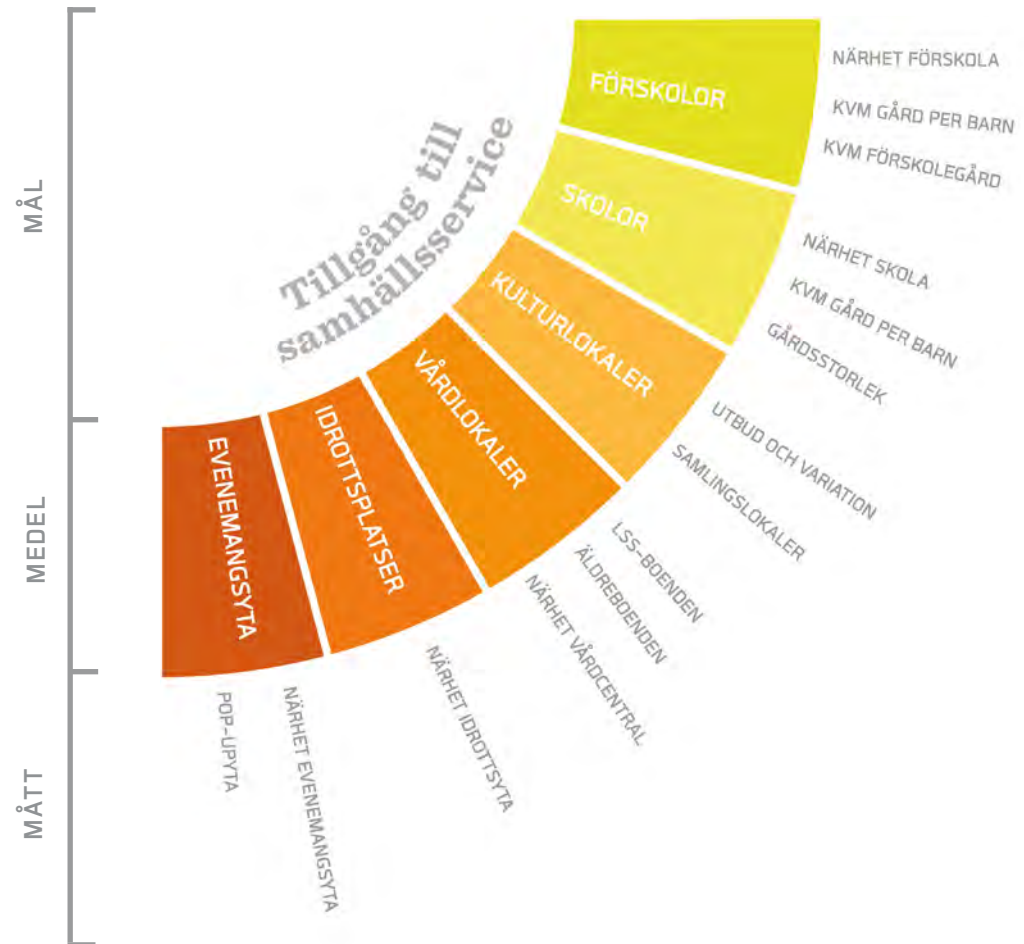 MÅL
MEDEL
MÅTT
Tillgång till
samhällsservice
FÖRSKOLOR
SKOLOR
KULTURLOKALER
VÅRDLOKALER
IDROTTSPLATSER
EVENEMANGSYTA
NÄRHET FÖRSKOLA
KVM GÅRD PER BARN
KVM FÖRSKOLEGÅRD
NÄRHET SKOLA
KVM GÅRD PER BARN
GÅRDSSTORLEK
UTBUD OCH VARIATION
SAMLINGSLOKALER
LSS-BOENDEN
ÄLDREBOENDEN
NÄRHET VÅRDCENTRAL
NÄRHET IDROTTSYTA
NÄRHET EVENEMANGSYTA
POP-UPYTA